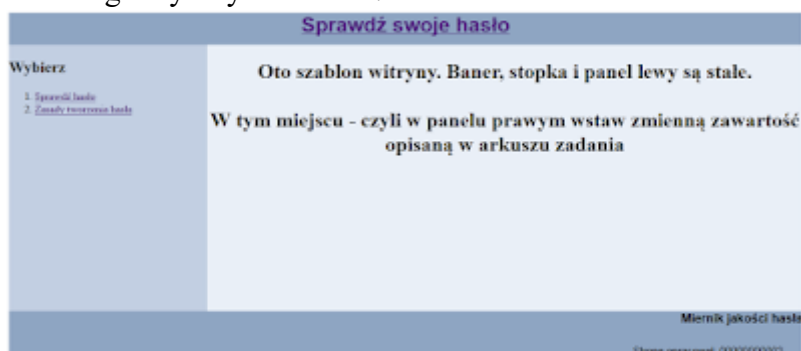 Sprawdź swoje hasło
Wybierz
1. Sprawdź hasło
2. Zasady tworzenia hasła
Oto szablon witryny. Baner, stopka i panel lewy są stałe.
W tym miejscu - czyli w panelu prawym wstaw zmienną zawartość
opisaną w arkuszu zadania
Miernik jakości hasła